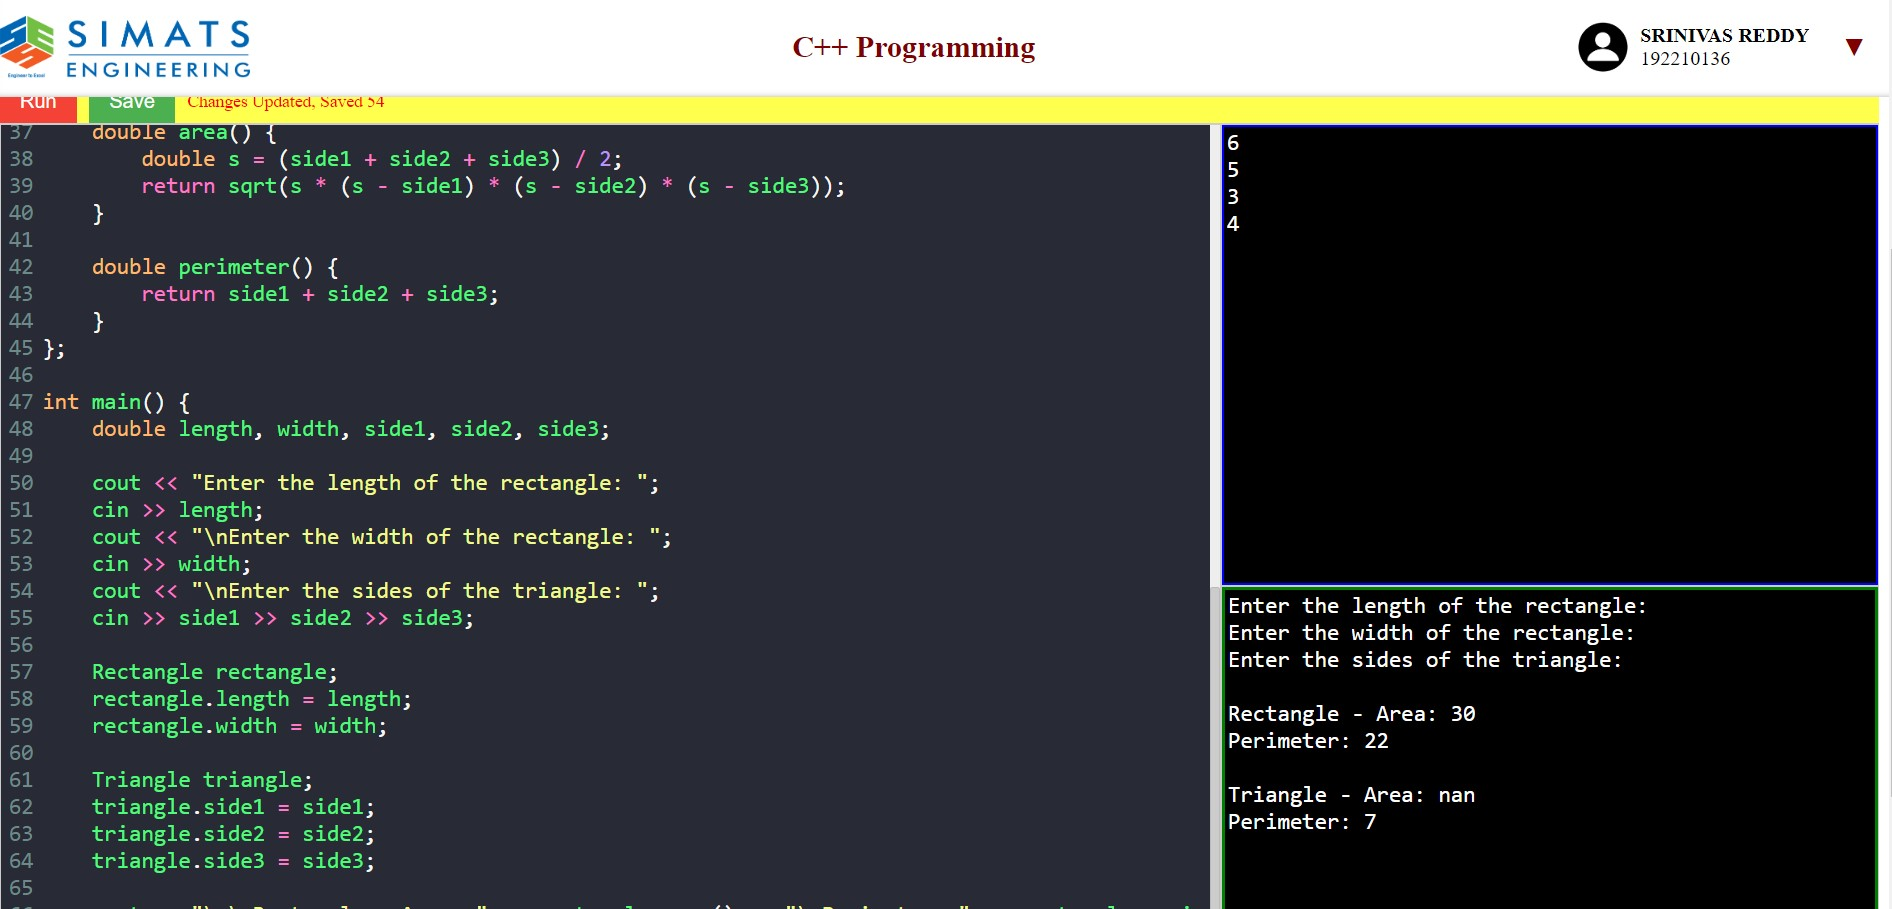 SIMATS
ENGINEERING
Engineer to Excel
C++ Programming
SRINIVAS REDDY
192210136
▼
Run
Save
Changes Updated, Saved 54
37     double area() {
38         double s = (side1 + side2 + side3) / 2;
39         return sqrt(s * (s - side1) * (s - side2) * (s - side3));
40     }
41
42     double perimeter() {
43         return side1 + side2 + side3;
44     }
45 };
46
47 int main() {
48     double length, width, side1, side2, side3;
49
50     cout << "Enter the length of the rectangle: ";
51     cin >> length;
52     cout << "\nEnter the width of the rectangle: ";
53     cin >> width;
54     cout << "\nEnter the sides of the triangle: ";
55     cin >> side1 >> side2 >> side3;
56
57     Rectangle rectangle;
58     rectangle.length = length;
59     rectangle.width = width;
60
61     Triangle triangle;
62     triangle.side1 = side1;
63     triangle.side2 = side2;
64     triangle.side3 = side3;
65
6
5
3
4
Enter the length of the rectangle:
Enter the width of the rectangle:
Enter the sides of the triangle:
Rectangle - Area: 30
Perimeter: 22
Triangle - Area: nan
Perimeter: 7